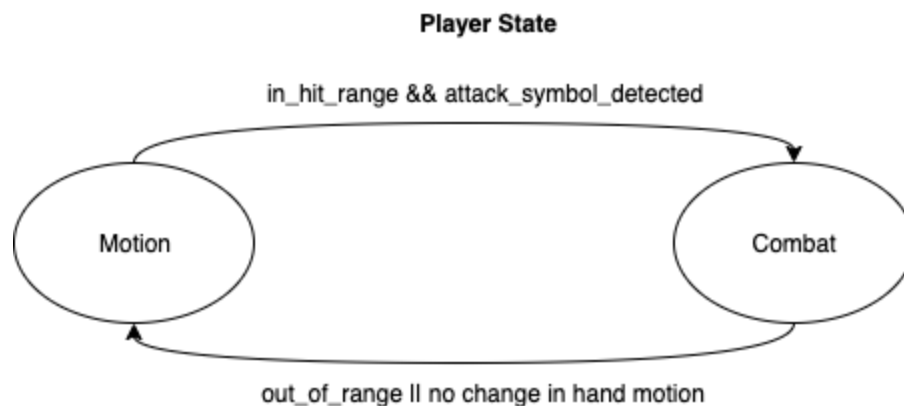 Player State
in_hit_range && attack_symbol_detected
Motion
Combat
out_of_range || no change in hand motion